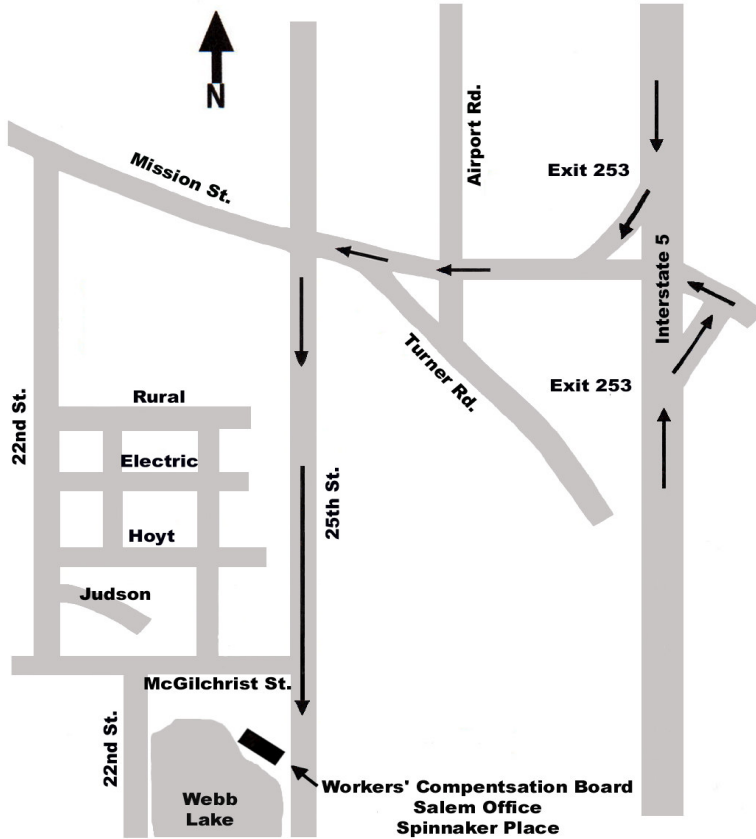 N
Mission St.
Airport Rd.
Exit 253
Interstate 5
Turner Rd.
Exit 253
22nd St.
Rural
Electric
25th St.
Hoyt
Judson
McGilchrist St.
22nd St.
Webb
Lake
Workers' Compentsation Board
Salem Office
Spinnaker Place